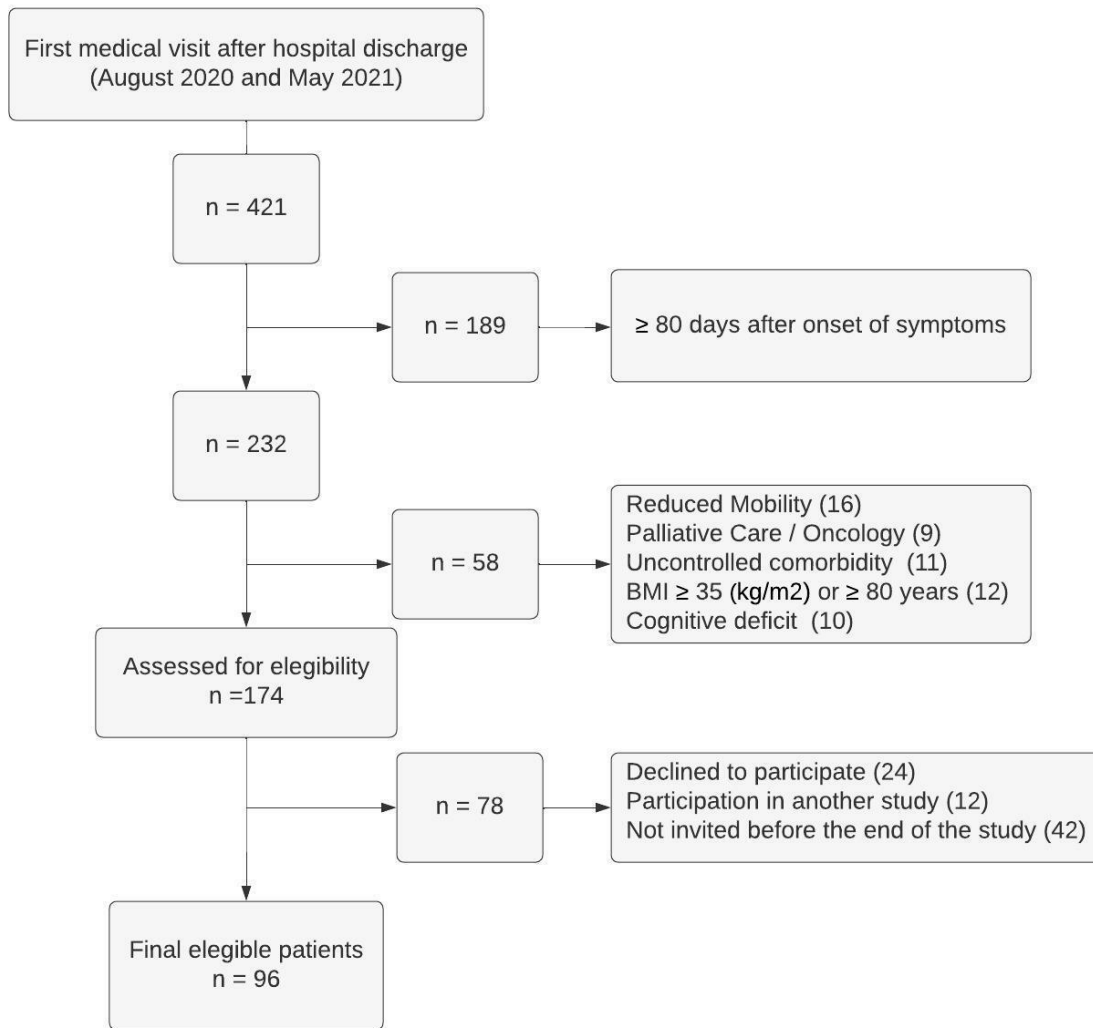 First medical visit after hospital discharge
(August 2020 and May 2021)
n = 421
n = 189
≥ 80 days after onset of symptoms
n = 232
n = 58
Reduced Mobility (16)
Palliative Care / Oncology (9)
Uncontrolled comorbidity  (11)
BMI ≥ 35 (kg/m2) or ≥ 80 years (12)
Cognitive deficit  (10)
Assessed for elegibility
n =174
n = 78
Declined to participate (24)
Participation in another study (12)
Not invited before the end of the study (42)
Final elegible patients
n = 96